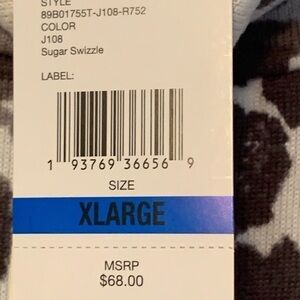 STYLE
89B01755T-J108-R752
COLOR
J108
Sugar Swizzle
LABEL:
1 93769 36656 9
SIZE
XLARGE
MSRP
$68.00